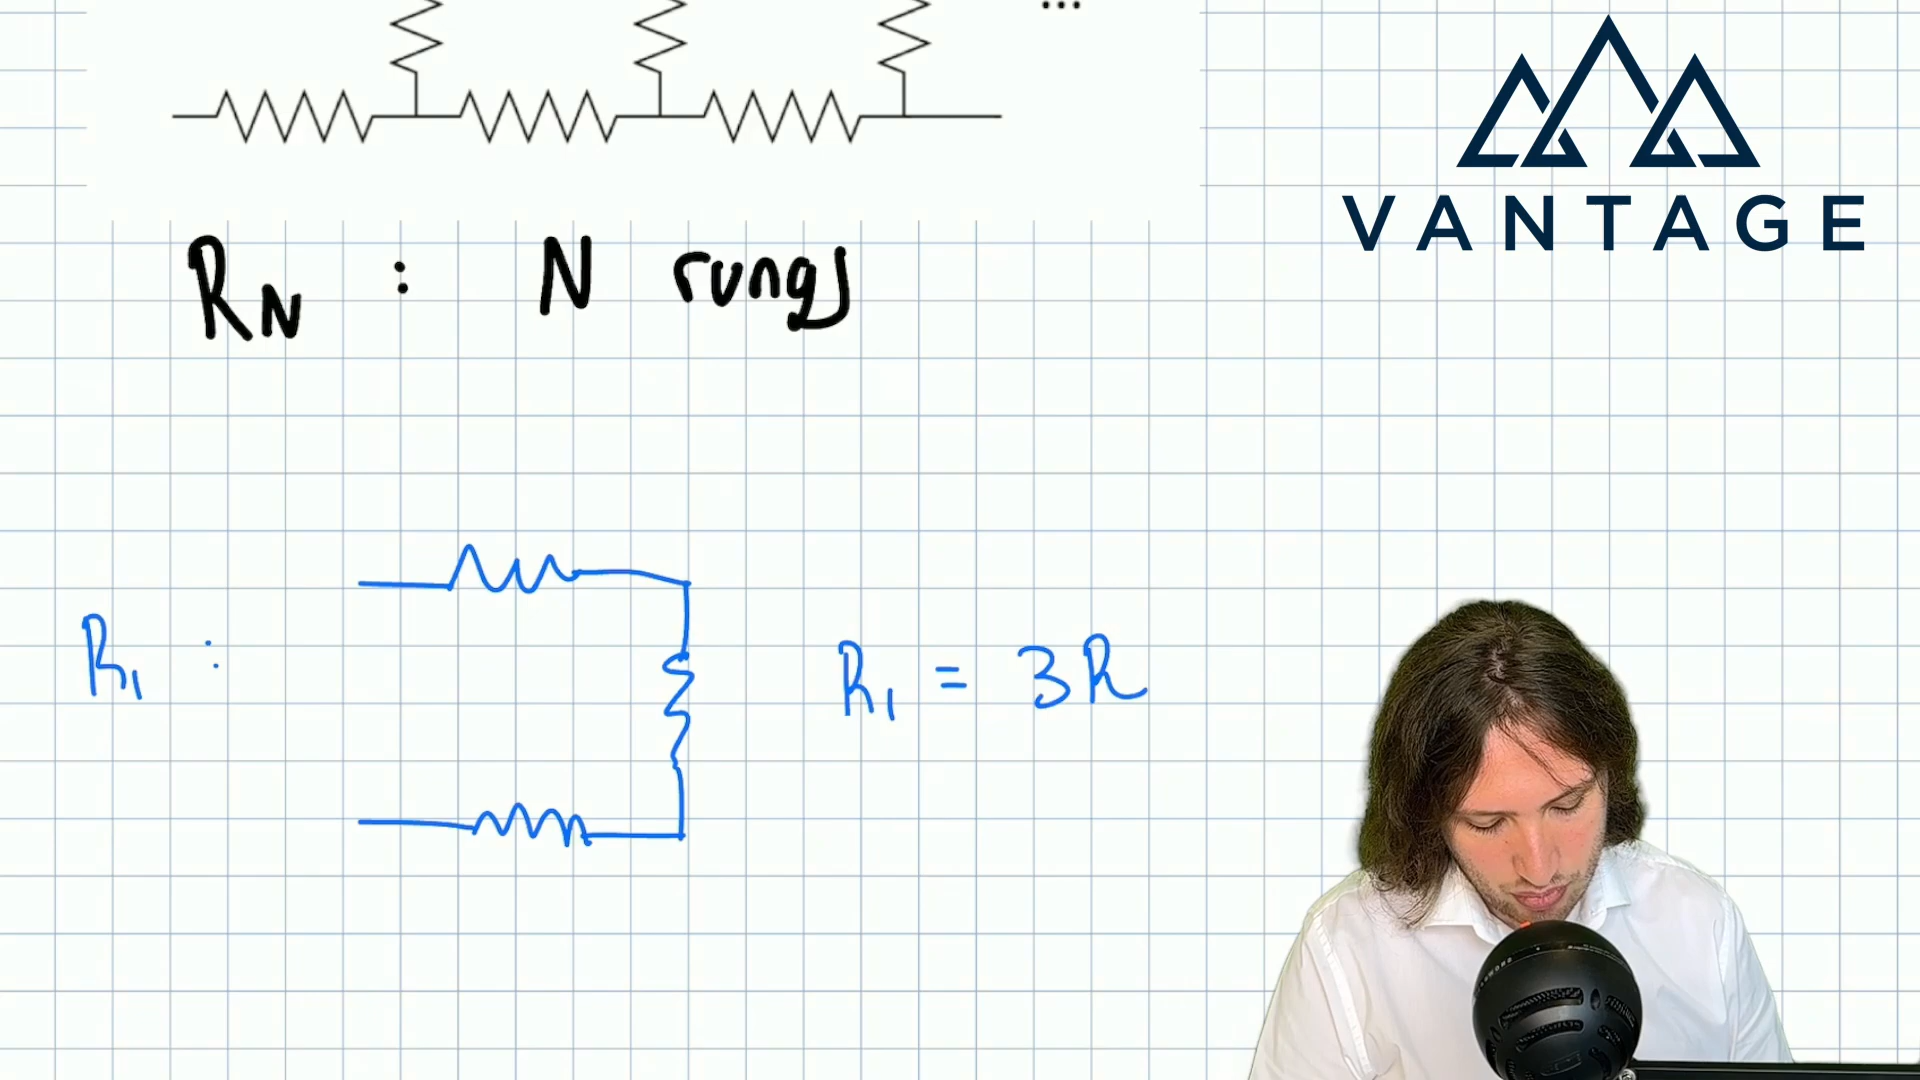 ...
VANTAGE
R_N : N rungs
R_1 :
R_1 = 3R